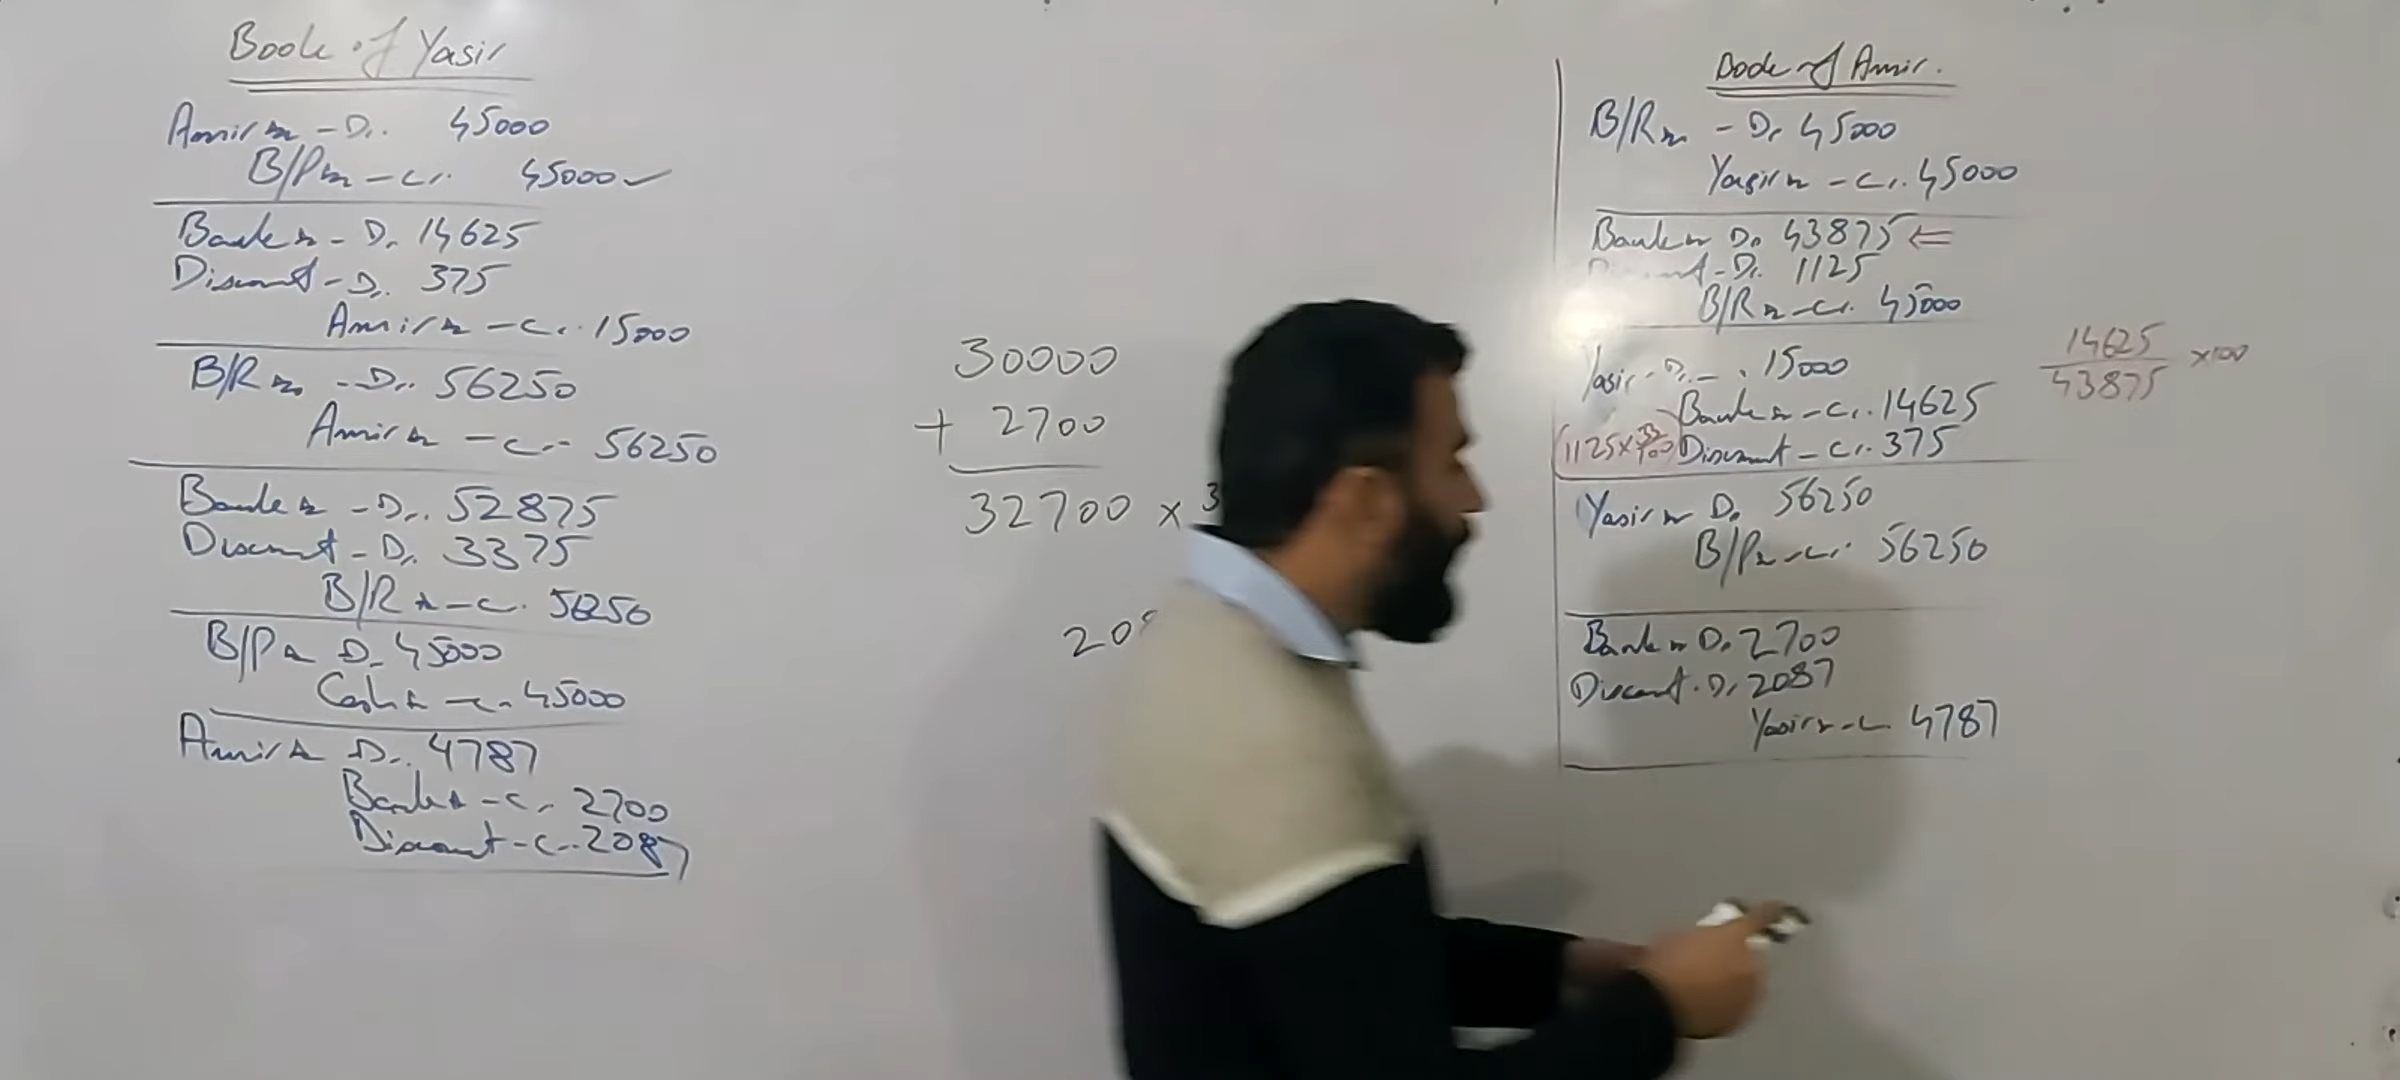 Book of Yasir
Amir a/c - Dr. 45000
B/P a/c - Cr. 45000
Bank a/c - Dr. 14625
Discount - Dr. 375
Amir a/c - Cr. 15000
B/R a/c - Dr. 56250
Amir a/c - Cr. 56250
Bank a/c - Dr. 52875
Discount - Dr. 3375
B/R a/c - Cr. 56250
B/P a/c Dr. 45000
Cash a/c - Cr. 45000
Amir a/c Dr. 4787
Bank a/c - Cr. 2700
Discount - Cr. 2087
30000
+ 2700
32700 × 3
208
Book of Amir.
B/R a/c - Dr 45000
Yasir a/c - Cr. 45000
Bank a/c Dr 43875 ⇐
Dr. 1125
B/R a/c - Cr. 45000
Yasir - Dr - . 15000
Bank a/c - Cr. 14625
1125×33/100 Discount - Cr. 375
14625/43875 ×100
Yasir a/c Dr. 56250
B/P a/c - Cr. 56250
Bank a/c Dr. 2700
Discount . Dr 2087
Yasir a/c - Cr. 4787